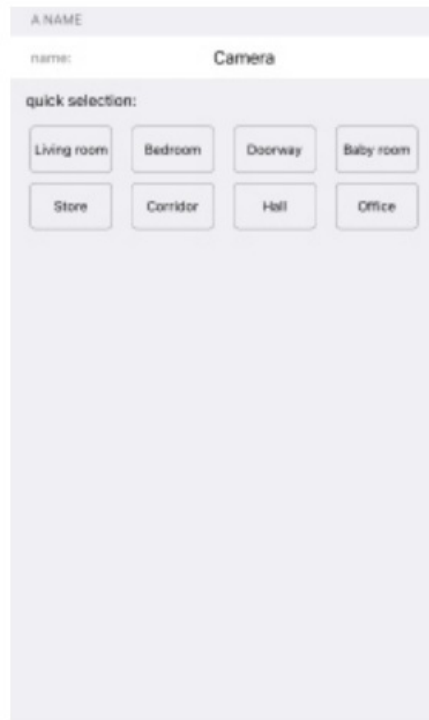 A NAME
name: Camera
quick selection:
Living room Bedroom Doorway Baby room
Store Corridor Hall Office